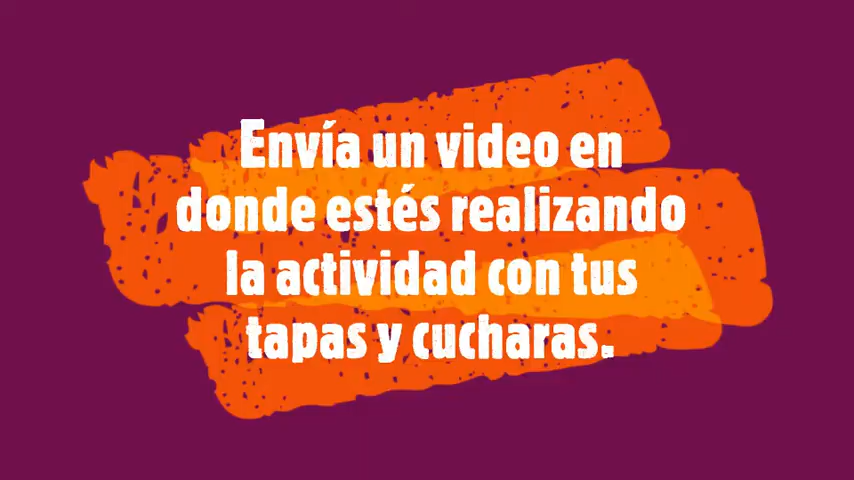 Envía un video en
donde estés realizando
la actividad con tus
tapas y cucharas.